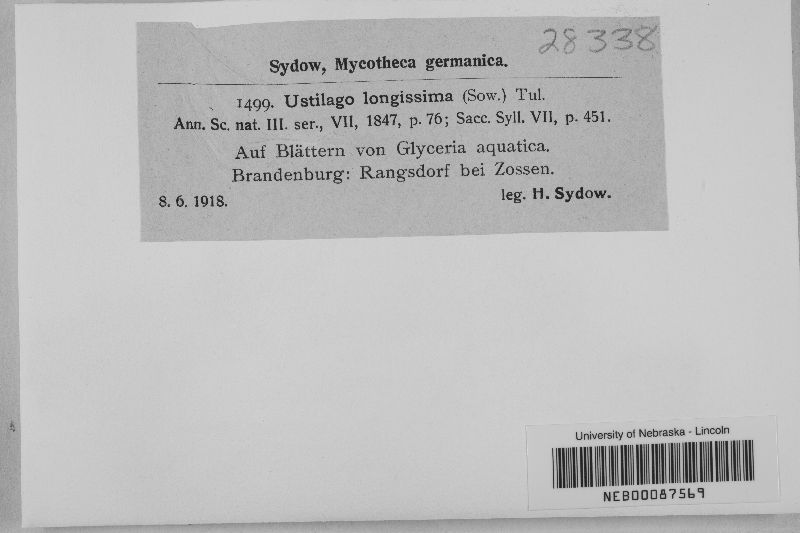 28338
Sydow, Mycotheca germanica.
1499. Ustilago longissima (Sow.) Tul.
Ann. Sc. nat. III. ser., VII, 1847, p. 76; Sacc. Syll. VII, p. 451.
Auf Blättern von Glyceria aquatica.
Brandenburg: Rangsdorf bei Zossen.
8. 6. 1918. leg. H. Sydow.
University of Nebraska - Lincoln
NEB00087569